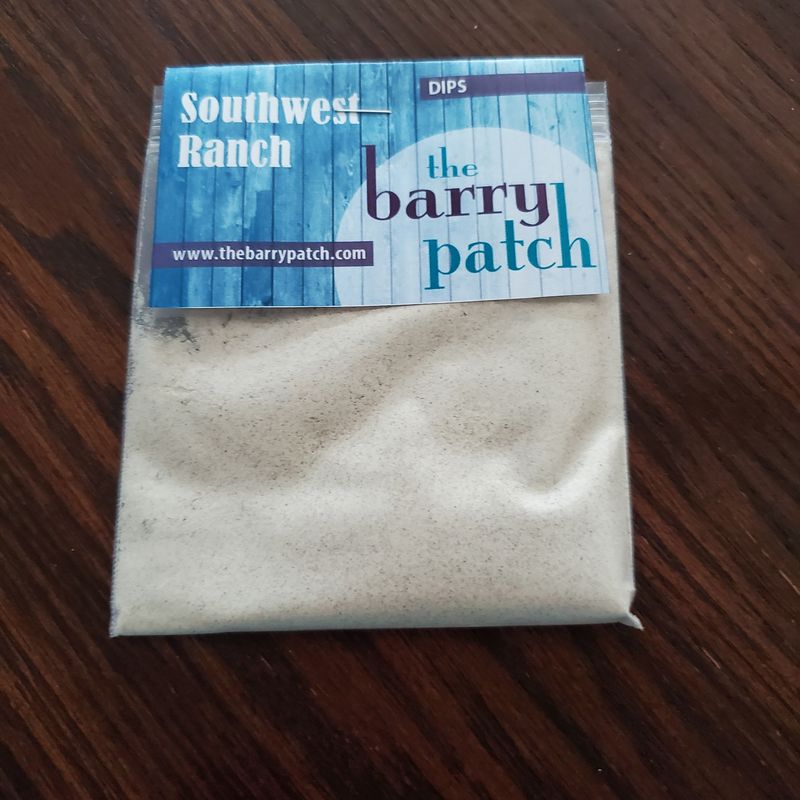 Southwest
Ranch
DIPS
the
barry
patch
www.thebarrypatch.com